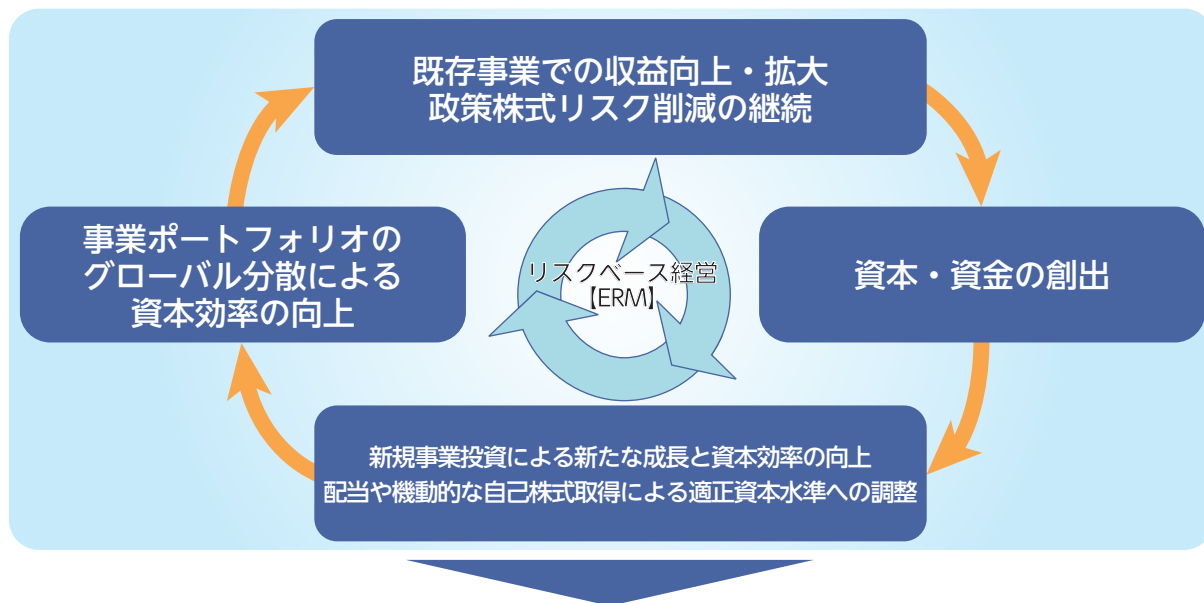 既存事業での収益向上・拡大
政策株式リスク削減の継続
事業ポートフォリオの
グローバル分散による
資本効率の向上
リスクベース経営
【ERM】
資本・資金の創出
新規事業投資による新たな成長と資本効率の向上
配当や機動的な自己株式取得による適正資本水準への調整